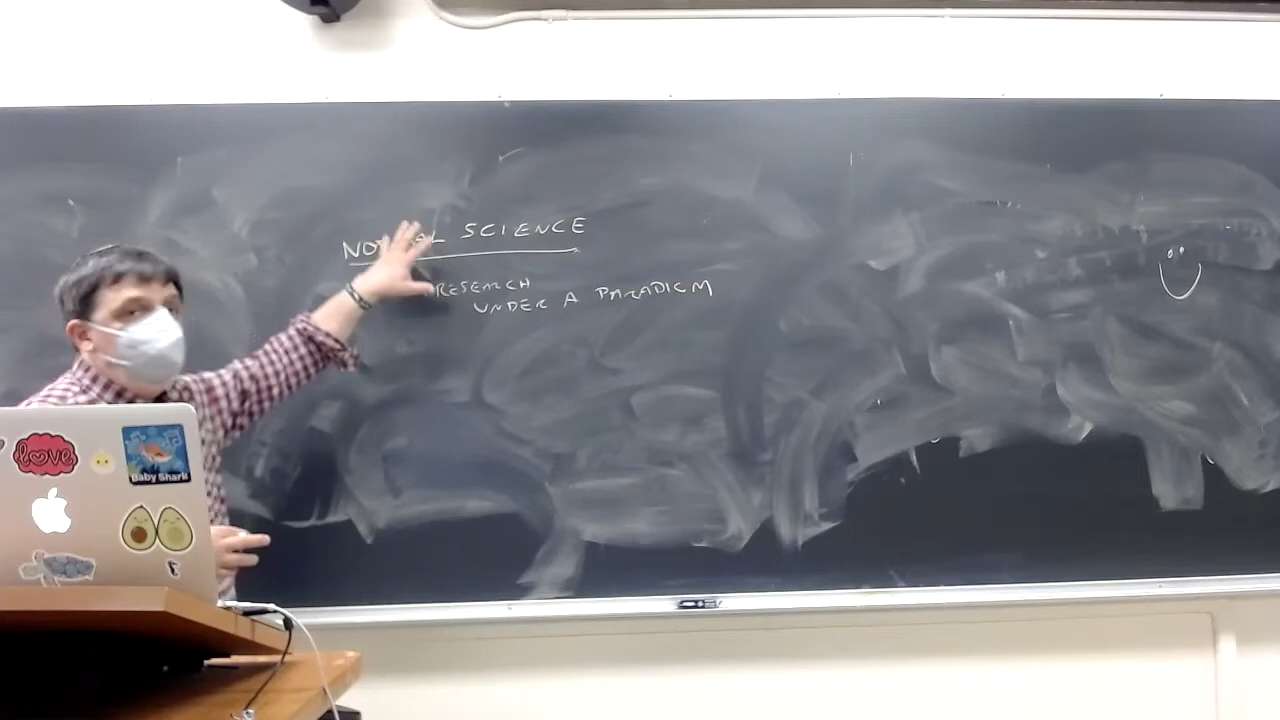 SCIENCE
RESEARCH
UNDER A PARADIGM
love
Baby Shark